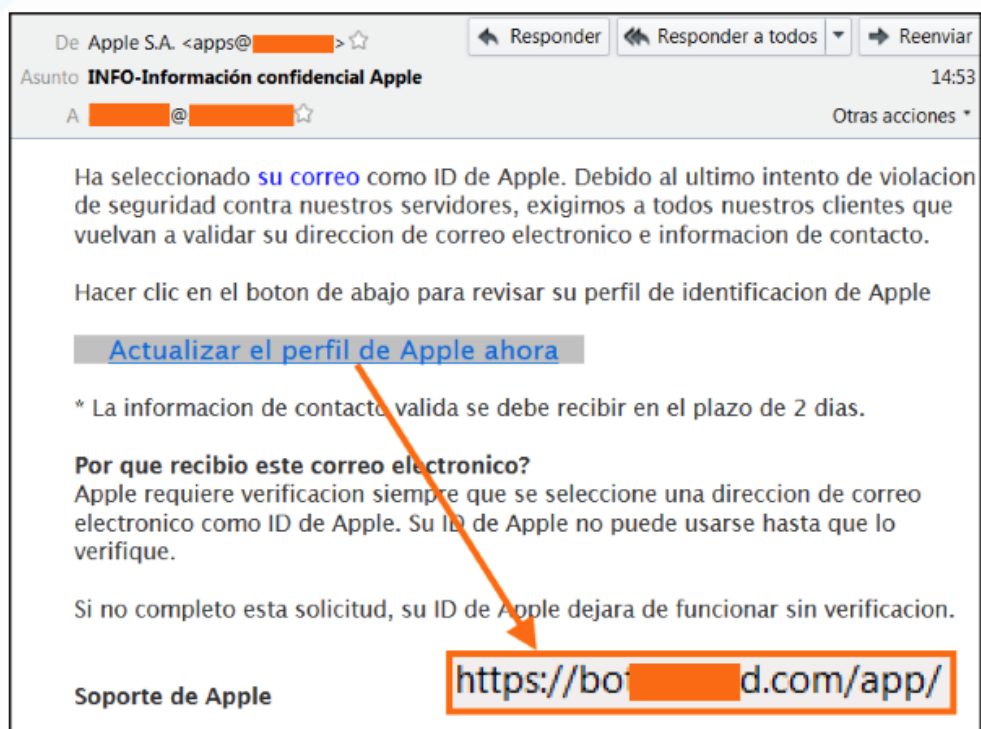 De Apple S.A. <apps@ >
Responder Responder a todos Reenviar
Asunto INFO-Información confidencial Apple
14:53
A @
Otras acciones
Ha seleccionado su correo como ID de Apple. Debido al ultimo intento de violacion
de seguridad contra nuestros servidores, exigimos a todos nuestros clientes que
vuelvan a validar su direccion de correo electronico e informacion de contacto.
Hacer clic en el boton de abajo para revisar su perfil de identificacion de Apple
Actualizar el perfil de Apple ahora
* La informacion de contacto valida se debe recibir en el plazo de 2 dias.
Por que recibio este correo electronico?
Apple requiere verificacion siempre que se seleccione una direccion de correo
electronico como ID de Apple. Su ID de Apple no puede usarse hasta que lo
verifique.
Si no completo esta solicitud, su ID de Apple dejara de funcionar sin verificacion.
https://bo d.com/app/
Soporte de Apple